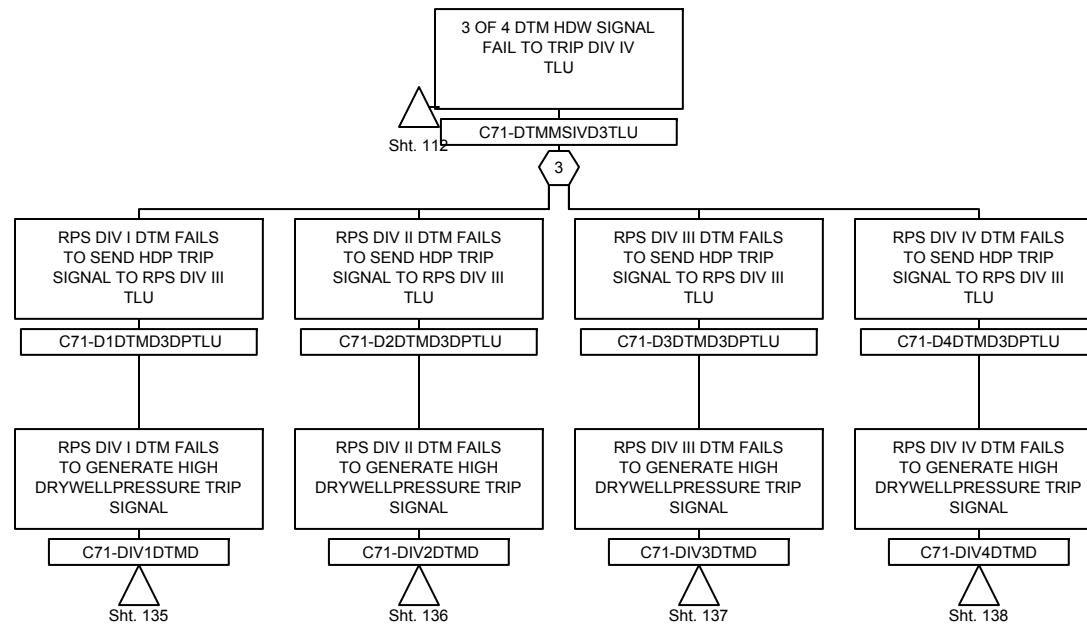 3 OF 4 DTM HDW SIGNAL
FAIL TO TRIP DIV IV
TLU
Sht. 112
C71-DTMMSIVD3TLU
3
RPS DIV I DTM FAILS
TO SEND HDP TRIP
SIGNAL TO RPS DIV III
TLU
C71-D1DTMD3DPTLU
RPS DIV II DTM FAILS
TO SEND HDP TRIP
SIGNAL TO RPS DIV III
TLU
C71-D2DTMD3DPTLU
RPS DIV III DTM FAILS
TO SEND HDP TRIP
SIGNAL TO RPS DIV III
TLU
C71-D3DTMD3DPTLU
RPS DIV IV DTM FAILS
TO SEND HDP TRIP
SIGNAL TO RPS DIV III
TLU
C71-D4DTMD3DPTLU
RPS DIV I DTM FAILS
TO GENERATE HIGH
DRYWELLPRESSURE TRIP
SIGNAL
C71-DIV1DTMD
Sht. 135
RPS DIV II DTM FAILS
TO GENERATE HIGH
DRYWELLPRESSURE TRIP
SIGNAL
C71-DIV2DTMD
Sht. 136
RPS DIV III DTM FAILS
TO GENERATE HIGH
DRYWELLPRESSURE TRIP
SIGNAL
C71-DIV3DTMD
Sht. 137
RPS DIV IV DTM FAILS
TO GENERATE HIGH
DRYWELLPRESSURE TRIP
SIGNAL
C71-DIV4DTMD
Sht. 138